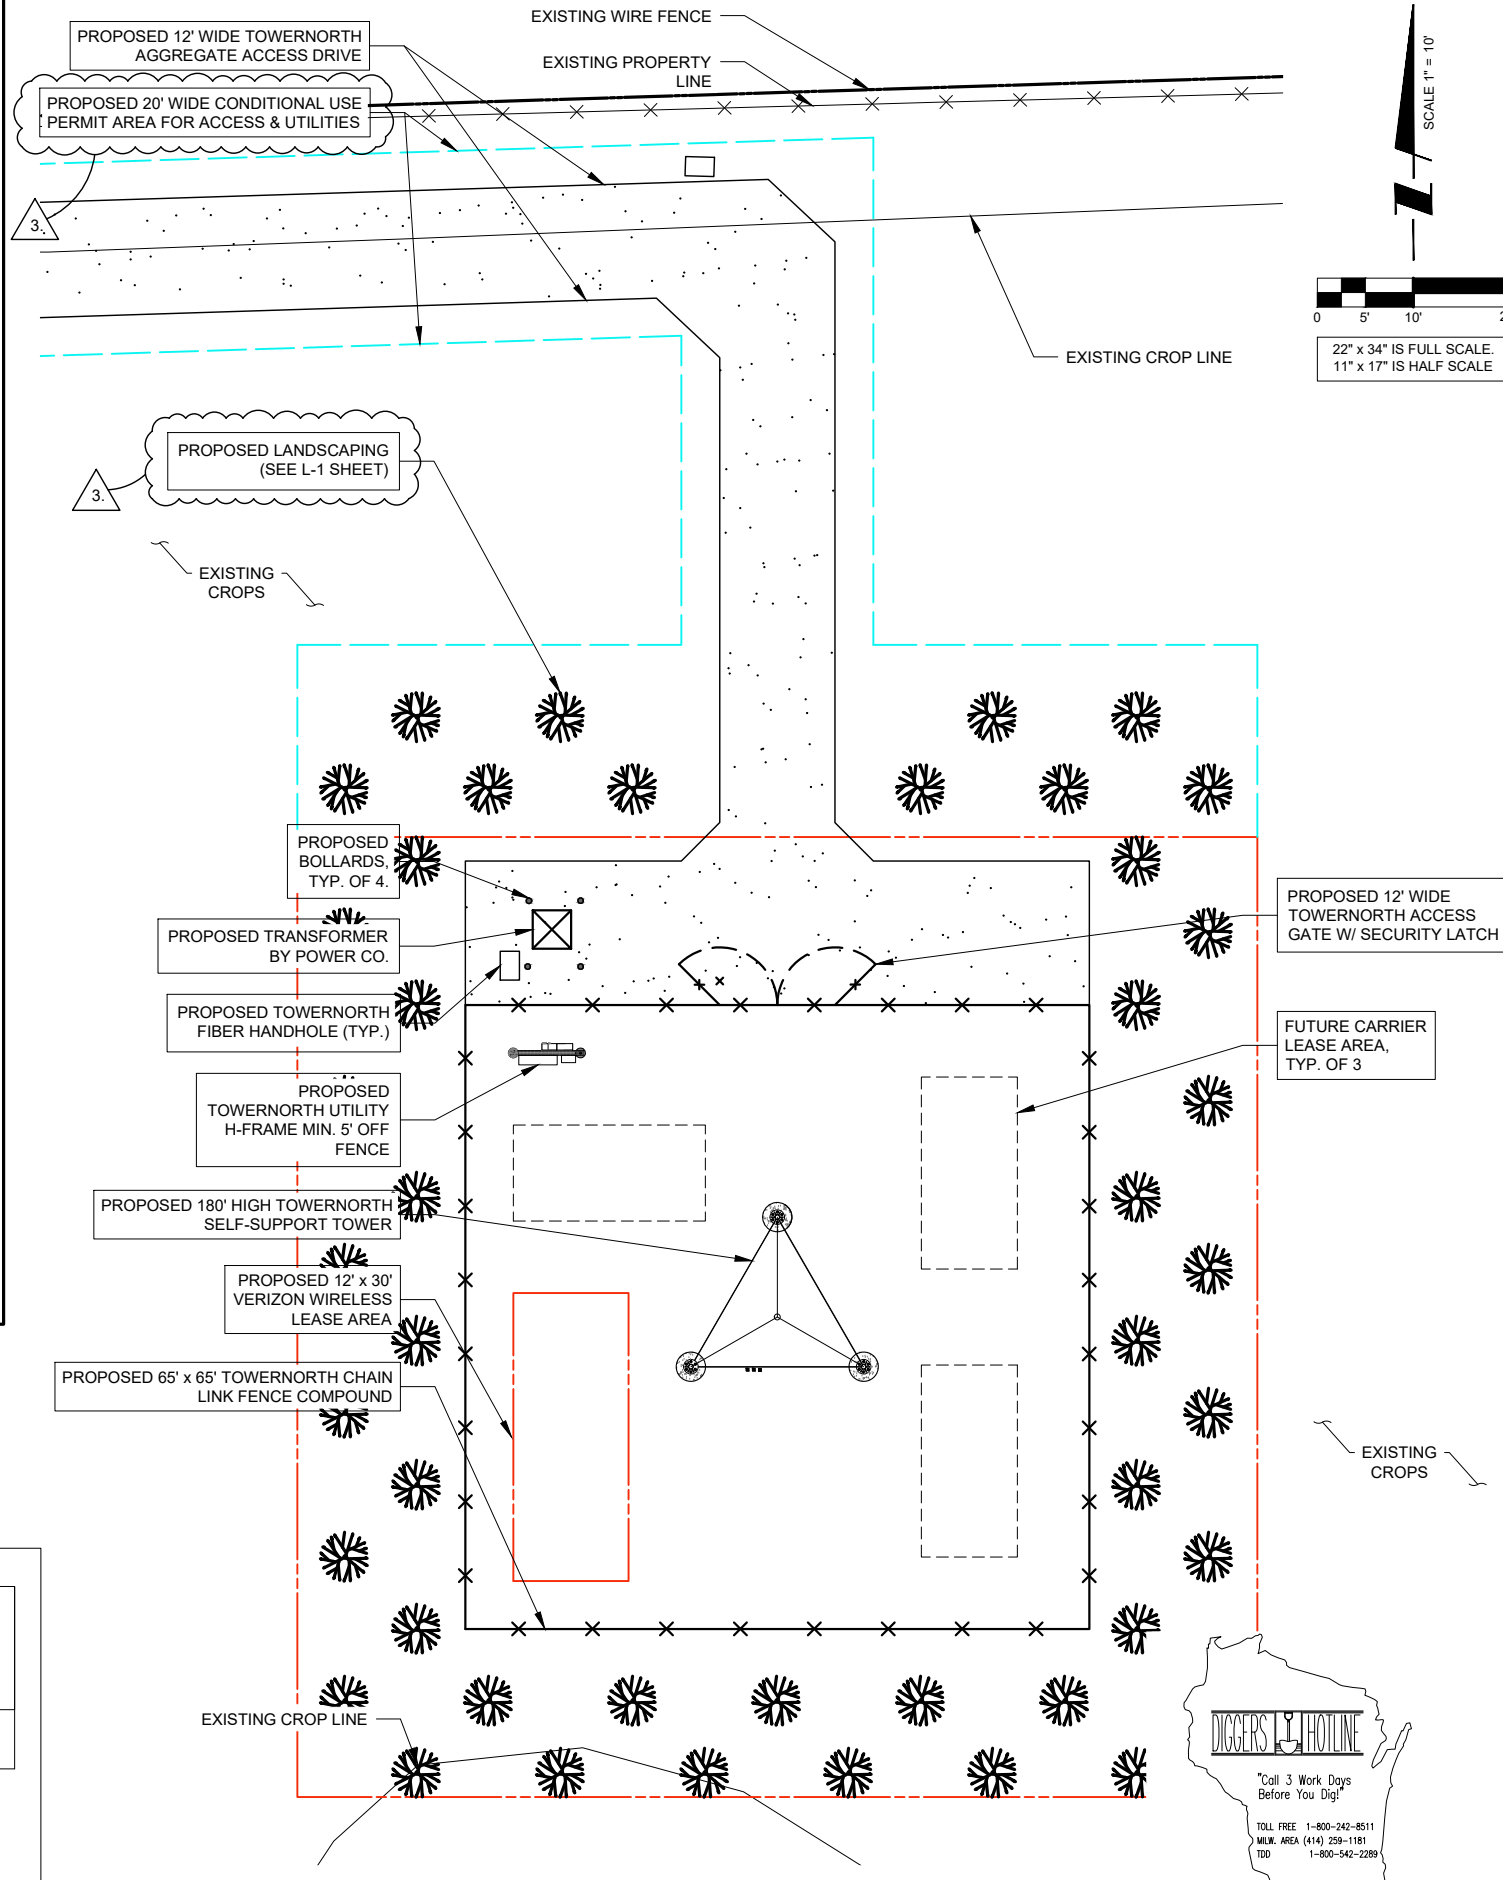 EXISTING WIRE FENCE
PROPOSED 12' WIDE TOWERNORTH
AGGREGATE ACCESS DRIVE
EXISTING PROPERTY
LINE
PROPOSED 20' WIDE CONDITIONAL USE
PERMIT AREA FOR ACCESS & UTILITIES
3.
SCALE 1" = 10'
0 5' 10' 2
22" x 34" IS FULL SCALE.
11" x 17" IS HALF SCALE
EXISTING CROP LINE
PROPOSED LANDSCAPING
(SEE L-1 SHEET)
3.
EXISTING
CROPS
PROPOSED
BOLLARDS,
TYP. OF 4.
PROPOSED TRANSFORMER
BY POWER CO.
PROPOSED TOWERNORTH
FIBER HANDHOLE (TYP.)
PROPOSED
TOWERNORTH UTILITY
H-FRAME MIN. 5' OFF
FENCE
PROPOSED 180' HIGH TOWERNORTH
SELF-SUPPORT TOWER
PROPOSED 12' x 30'
VERIZON WIRELESS
LEASE AREA
PROPOSED 65' x 65' TOWERNORTH CHAIN
LINK FENCE COMPOUND
PROPOSED 12' WIDE
TOWERNORTH ACCESS
GATE W/ SECURITY LATCH
FUTURE CARRIER
LEASE AREA,
TYP. OF 3
EXISTING
CROPS
EXISTING CROP LINE
DIGGERS HOTLINE
"Call 3 Work Days
Before You Dig!"
TOLL FREE 1-800-242-8511
MILW. AREA (414) 259-1181
TDD 1-800-542-2289